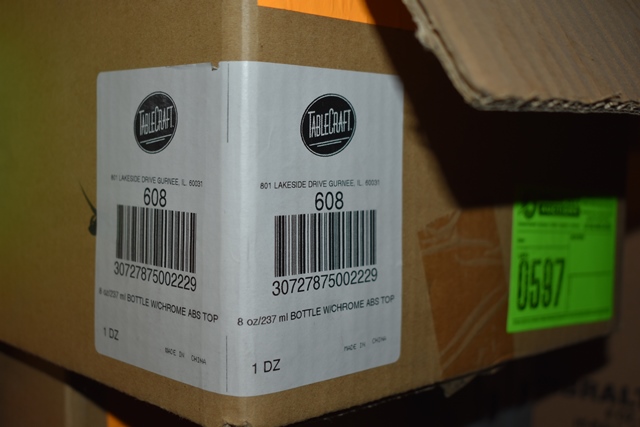 TABLECRAFT
801 LAKESIDE DRIVE GURNEE, IL 60031
608
30727875002229
8 oz/237 ml BOTTLE W/CHROME ABS TOP
1 DZ
MADE IN CHINA
TABLECRAFT
801 LAKESIDE DRIVE GURNEE, IL 60031
608
30727875002229
8 oz/237 ml BOTTLE W/CHROME ABS TOP
1 DZ
MADE IN CHINA
0597